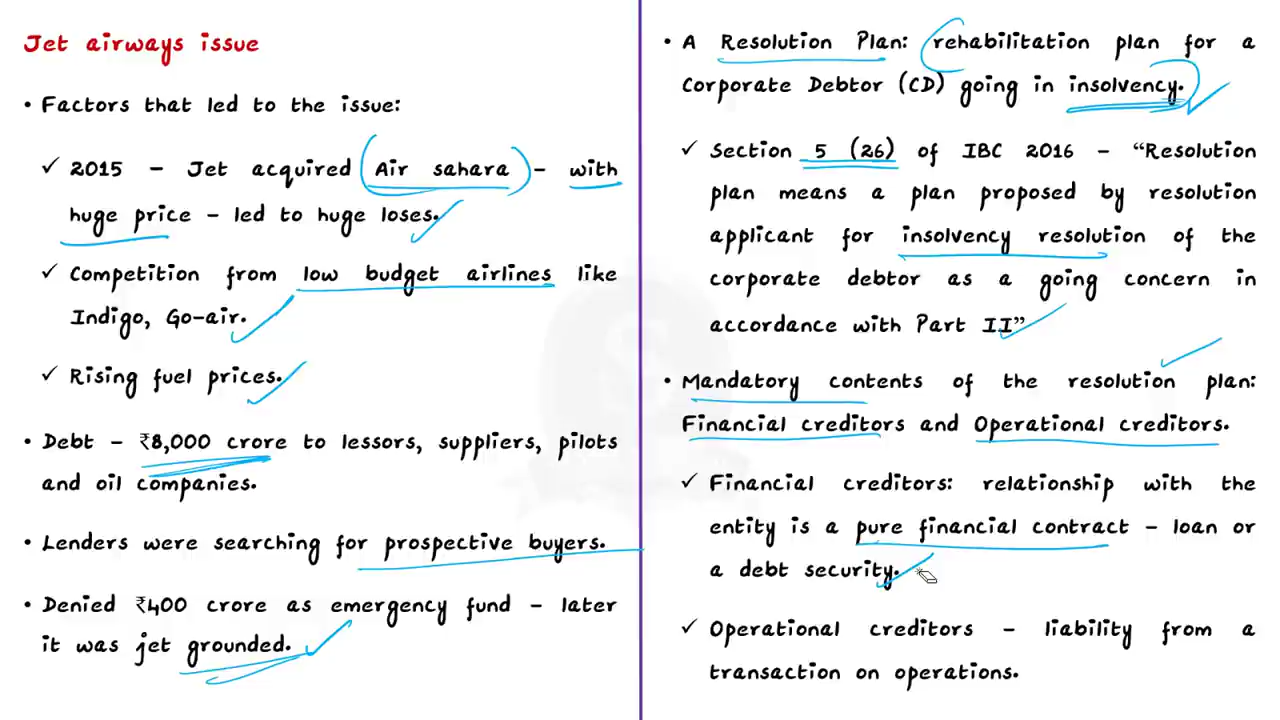 Jet airways issue
• Factors that led to the issue:
✓ 2015 – Jet acquired Air sahara – with
huge price – led to huge loses.
✓ Competition from low budget airlines like
Indigo, Go-air.
✓ Rising fuel prices.
• Debt – ₹8,000 crore to lessors, suppliers, pilots
and oil companies.
• Lenders were searching for prospective buyers.
• Denied ₹400 crore as emergency fund – later
it was jet grounded.
• A Resolution Plan: rehabilitation plan for a
Corporate Debtor (CD) going in insolvency.
✓ Section 5 (26) of IBC 2016 – “Resolution
plan means a plan proposed by resolution
applicant for insolvency resolution of the
corporate debtor as a going concern in
accordance with Part II”
• Mandatory contents of the resolution plan:
Financial creditors and Operational creditors.
✓ Financial creditors: relationship with the
entity is a pure financial contract – loan or
a debt security.
✓ Operational creditors – liability from a
transaction on operations.